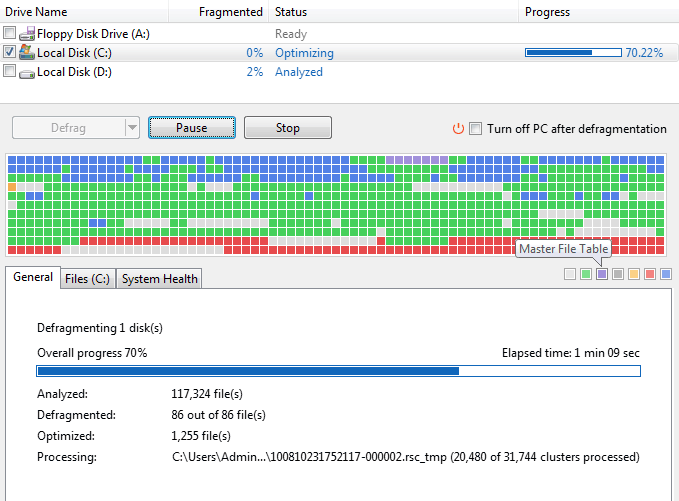 Drive Name Fragmented Status Progress
Floppy Disk Drive (A:) Ready
Local Disk (C:) 0% Optimizing 70.22%
Local Disk (D:) 2% Analyzed
Defrag Pause Stop Turn off PC after defragmentation
Master File Table
General Files (C:) System Health
Defragmenting 1 disk(s)
Overall progress 70% Elapsed time: 1 min 09 sec
Analyzed: 117,324 file(s)
Defragmented: 86 out of 86 file(s)
Optimized: 1,255 file(s)
Processing: C:\Users\Admin...\100810231752117-000002.rsc_tmp (20,480 of 31,744 clusters processed)